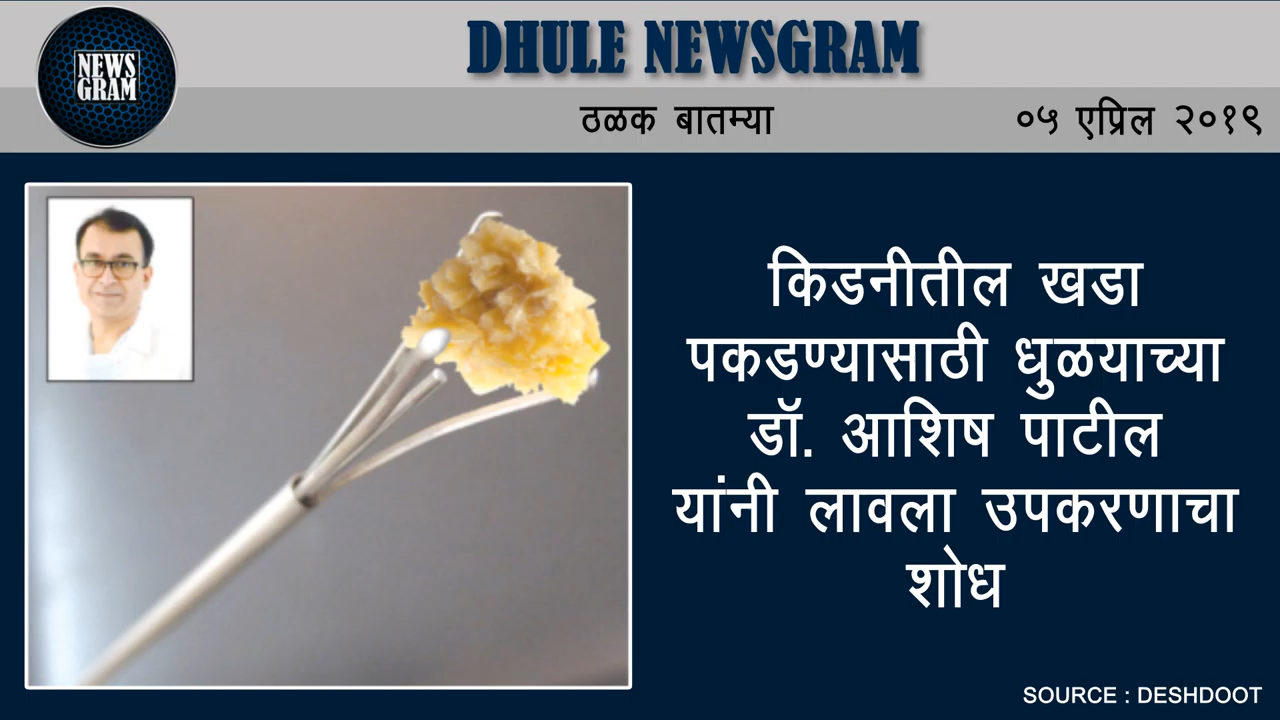 NEWS
GRAM
DHULE NEWSGRAM
ठळक बातम्या
०५ एप्रिल २०१९
किडनीतील खडा
पकडण्यासाठी धुळयाच्या
डॉ. आशिष पाटील
यांनी लावला उपकरणाचा
शोध
SOURCE : DESHDOOT